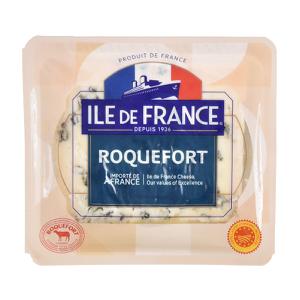 PRODUIT DE FRANCE
ILE DE FRANCE
DEPUIS 1936
ROQUEFORT
IMPORTÉ DE
FRANCE
Ile de France Cheese,
Our values of Excellence
ROQUEFORT